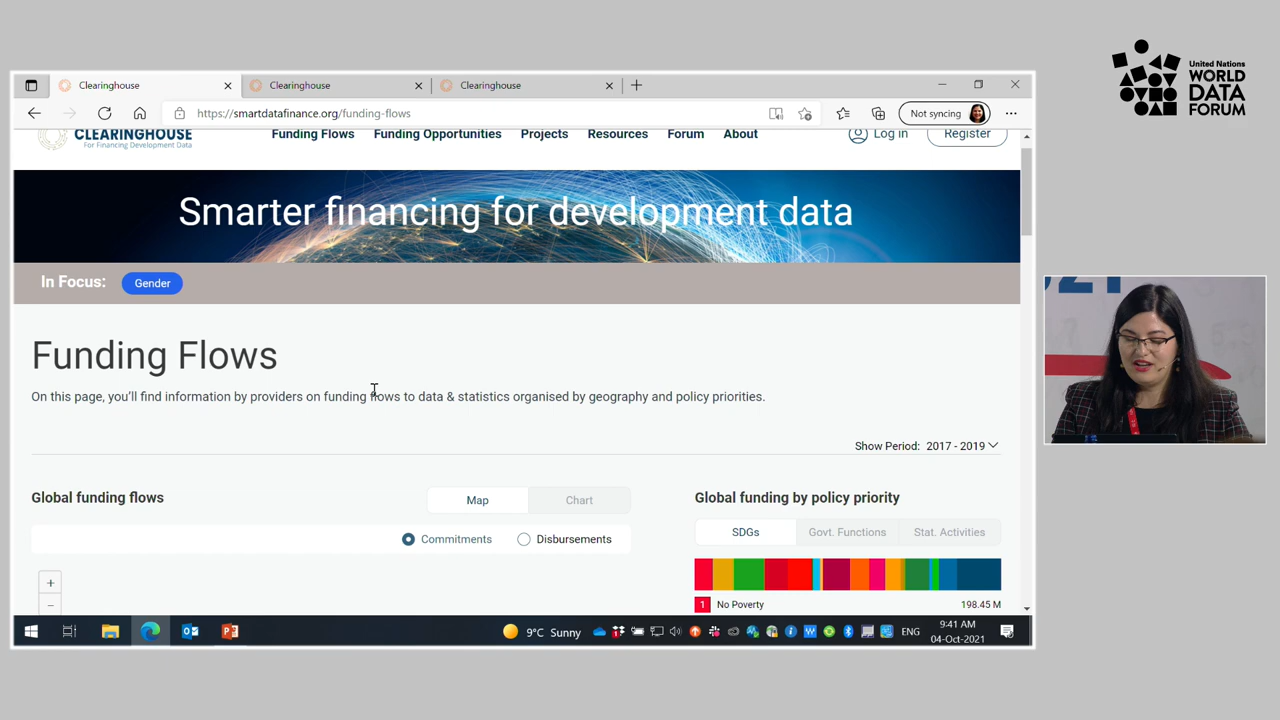 United Nations
WORLD
DATA
FORUM
Clearinghouse
Clearinghouse
Clearinghouse
https://smartdatafinance.org/funding-flows
Not syncing
CLEARINGHOUSE
For Financing Development Data
Funding Flows
Funding Opportunities
Projects
Resources
Forum
About
Log in
Register
Smarter financing for development data
In Focus:
Gender
Funding Flows
On this page, you'll find information by providers on funding flows to data & statistics organised by geography and policy priorities.
Show Period: 2017 - 2019
Global funding flows
Map
Chart
Commitments
Disbursements
Global funding by policy priority
SDGs
Govt. Functions
Stat. Activities
1 No Poverty 198.45 M
9°C Sunny
ENG
9:41 AM
04-Oct-2021